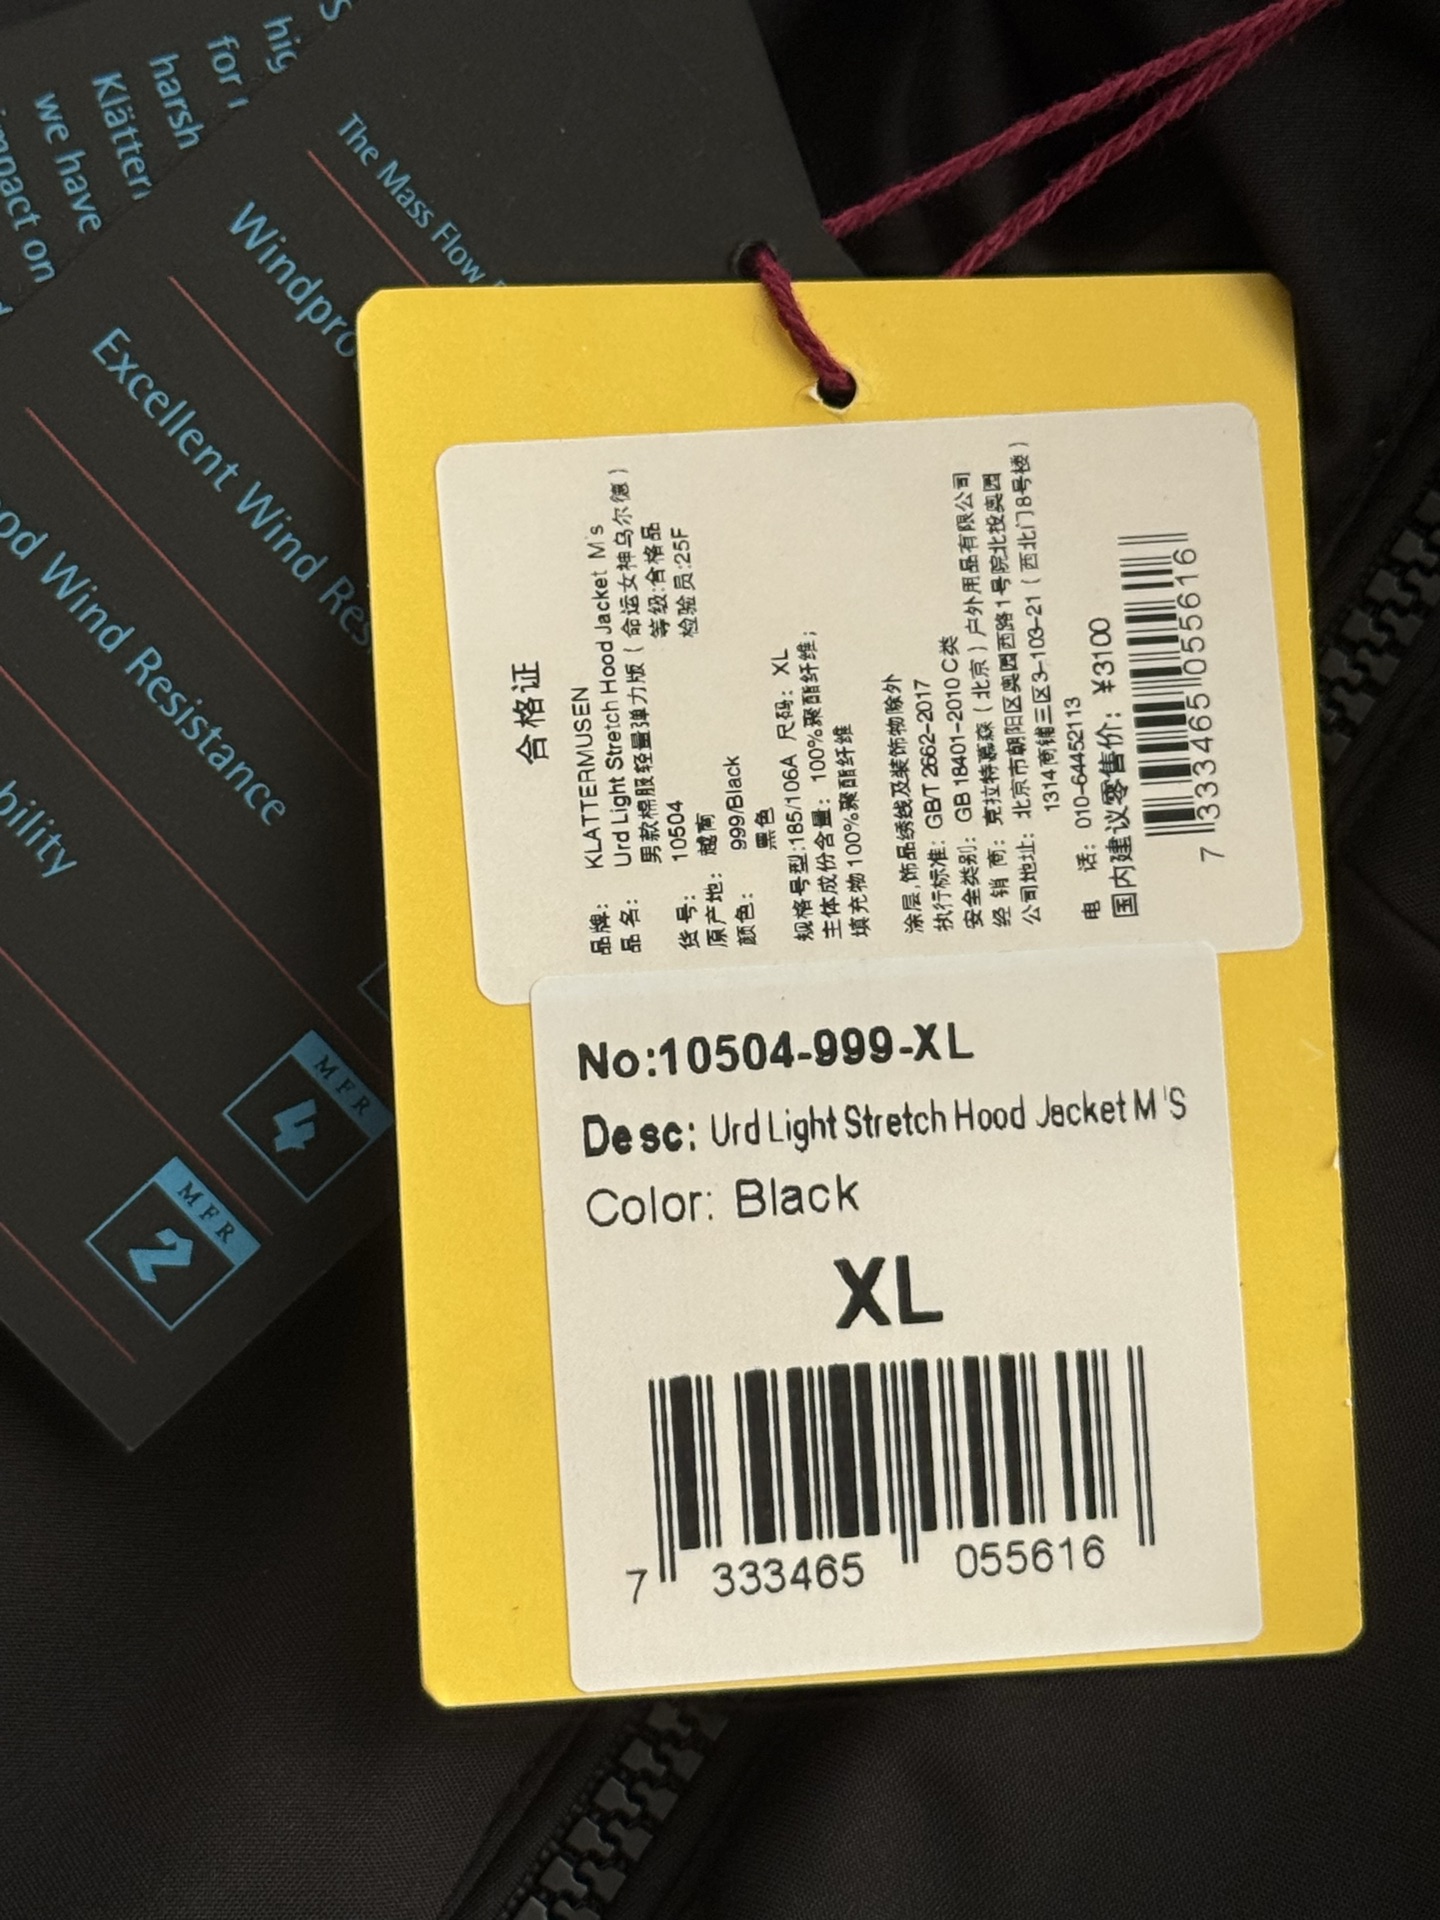 hig
for
harsh
Klätter
we have
impact on
The Mass Flow
Windpro
Excellent Wind Res
ood Wind Resistance
bility
MFR
4
MFR
2
合格证
品牌: KLATTERMUSEN
品名: Urd Light Stretch Hood Jacket M's
男款棉服轻量弹力版(命运女神乌尔德)
货号: 10504 等级:合格品
原产地: 越南 检验员:25F
颜色: 999/Black
黑色
规格号型:185/106A 尺码: XL
主体成份含量: 100%聚酯纤维;
填充物100%聚酯纤维
涂层,饰品绣线及装饰物除外
执行标准: GB/T 2662-2017
安全类别: GB 18401-2010 C类
经 销 商: 克拉特慕森(北京)户外用品有限公司
公司地址: 北京市朝阳区奥园西路1号院北投奥园
1314商铺三区3-103-21(西北门8号楼)
电 话: 010-64452113
国内建议零售价: ¥3100
7 333465 055616
No:10504-999-XL
Desc: Urd Light Stretch Hood Jacket M'S
Color: Black
XL
7 333465 055616